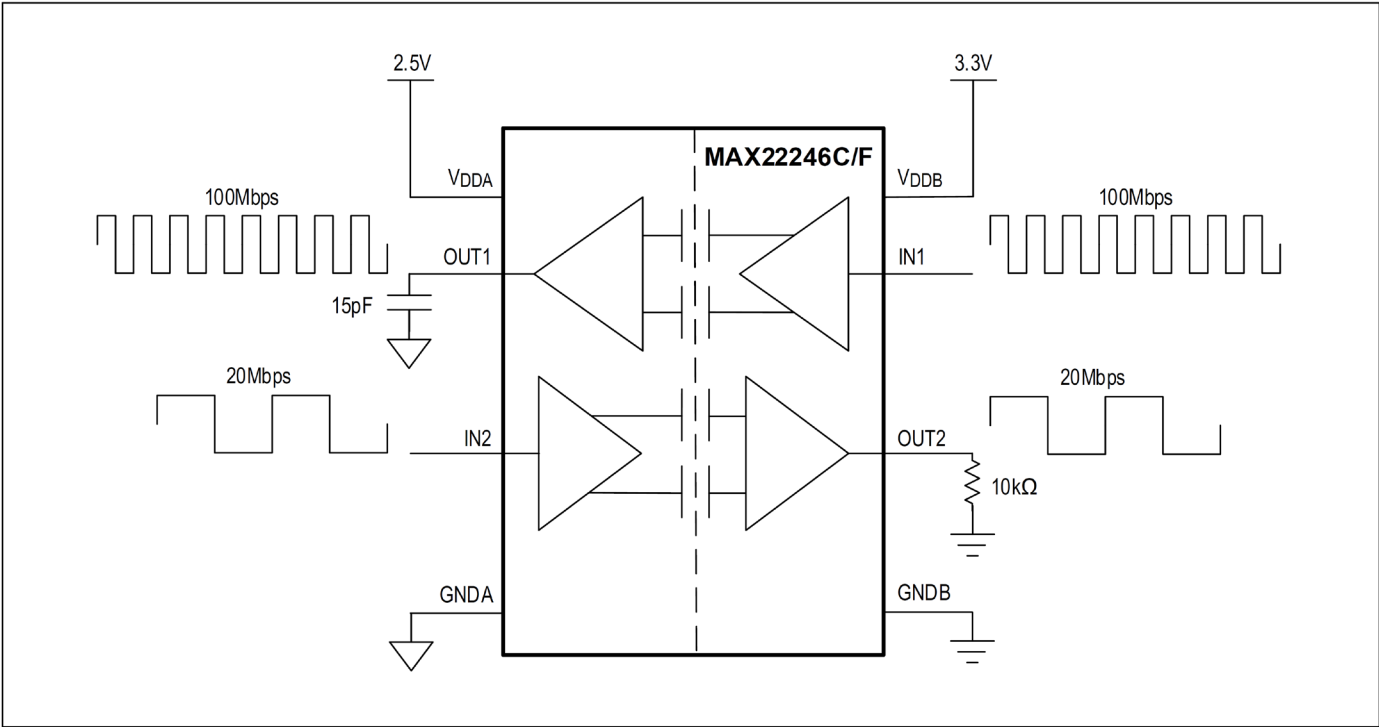 2.5V
3.3V
MAX22246C/F
VDDA
VDDB
100Mbps
100Mbps
OUT1
IN1
15pF
20Mbps
20Mbps
IN2
OUT2
10kΩ
GNDA
GNDB